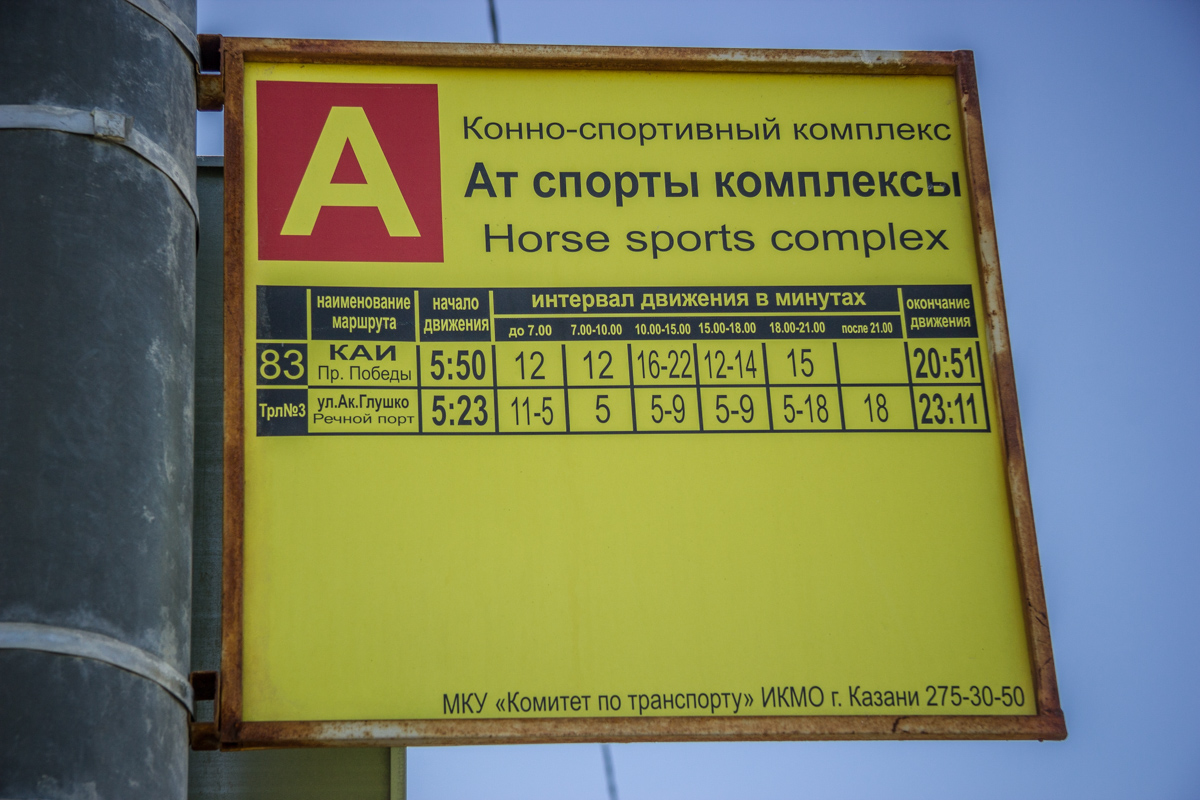 А
Конно-спортивный комплекс
Ат спорты комплексы
Horse sports complex
наименование маршрута начало движения интервал движения в минутах окончание движения
до 7.00 7.00-10.00 10.00-15.00 15.00-18.00 18.00-21.00 после 21.00
83 КАИ Пр. Победы 5:50 12 12 16-22 12-14 15 20:51
Трл№3 ул.Ак.Глушко Речной порт 5:23 11-5 5 5-9 5-9 5-18 18 23:11
МКУ «Комитет по транспорту» ИКМО г. Казани 275-30-50